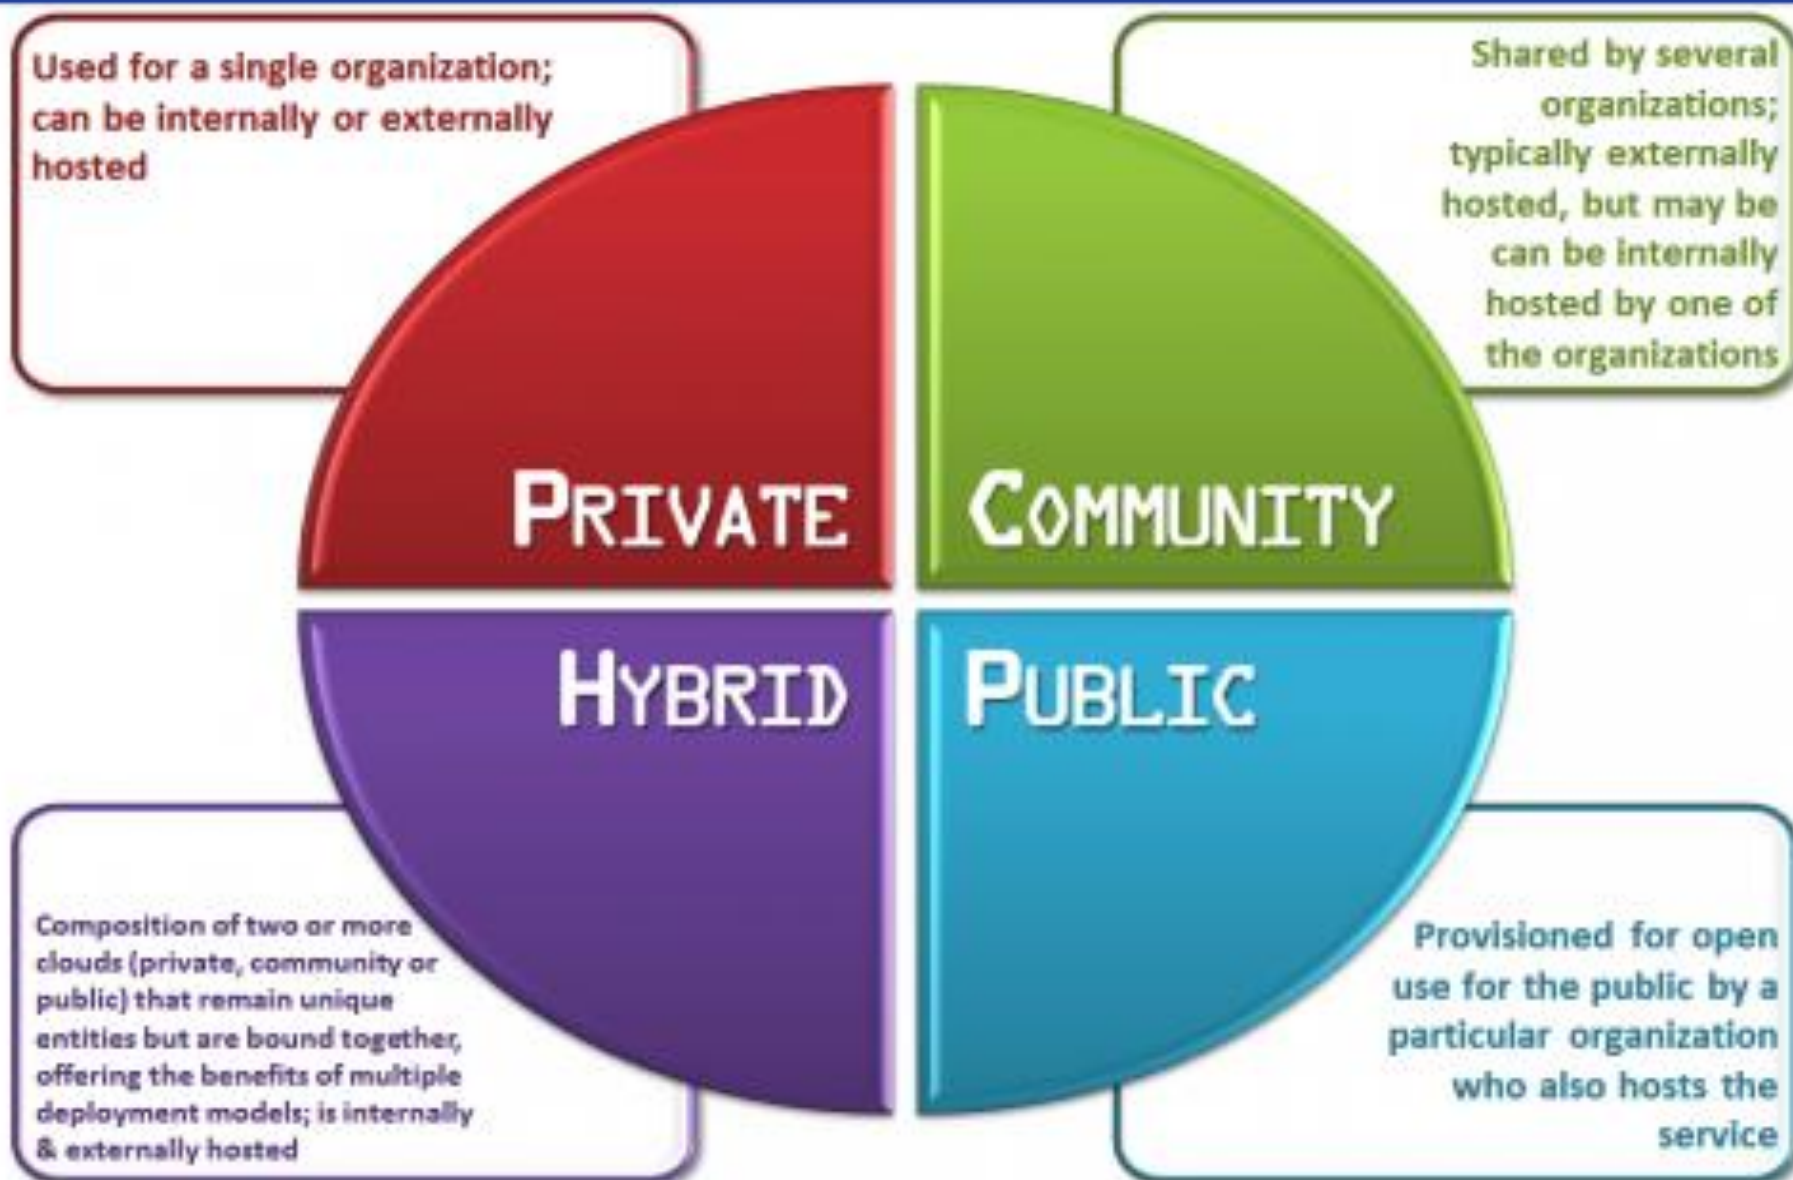 Used for a single organization;
can be internally or externally
hosted
PRIVATE
Shared by several
organizations;
typically externally
hosted, but may be
can be internally
hosted by one of
the organizations
COMMUNITY
HYBRID
Composition of two or more
clouds (private, community or
public) that remain unique
entities but are bound together,
offering the benefits of multiple
deployment models; is internally
& externally hosted
PUBLIC
Provisioned for open
use for the public by a
particular organization
who also hosts the
service